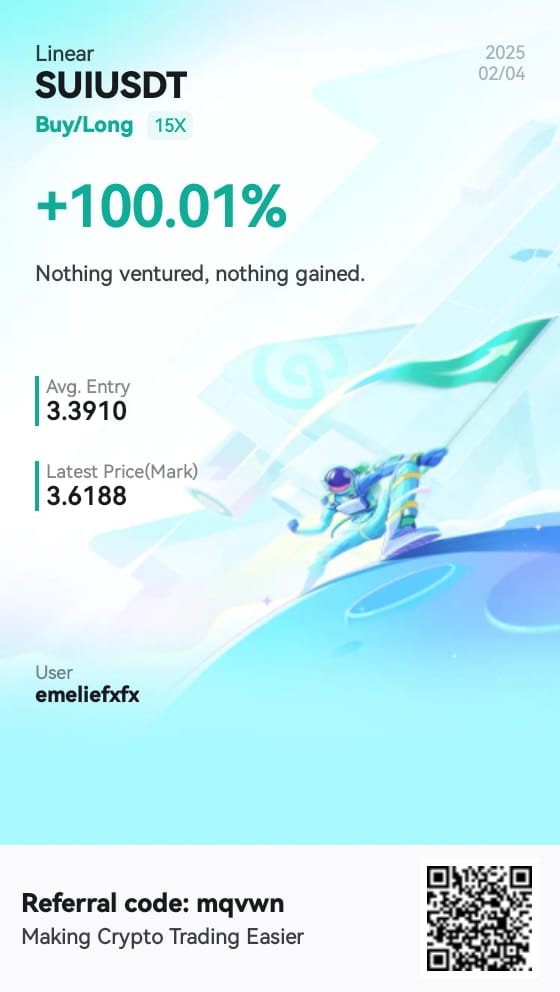 Linear
SUIUSDT
Buy/Long 15X
2025
02/04
+100.01%
Nothing ventured, nothing gained.
Avg. Entry
3.3910
Latest Price(Mark)
3.6188
User
emeliefxfx
Referral code: mqvwn
Making Crypto Trading Easier